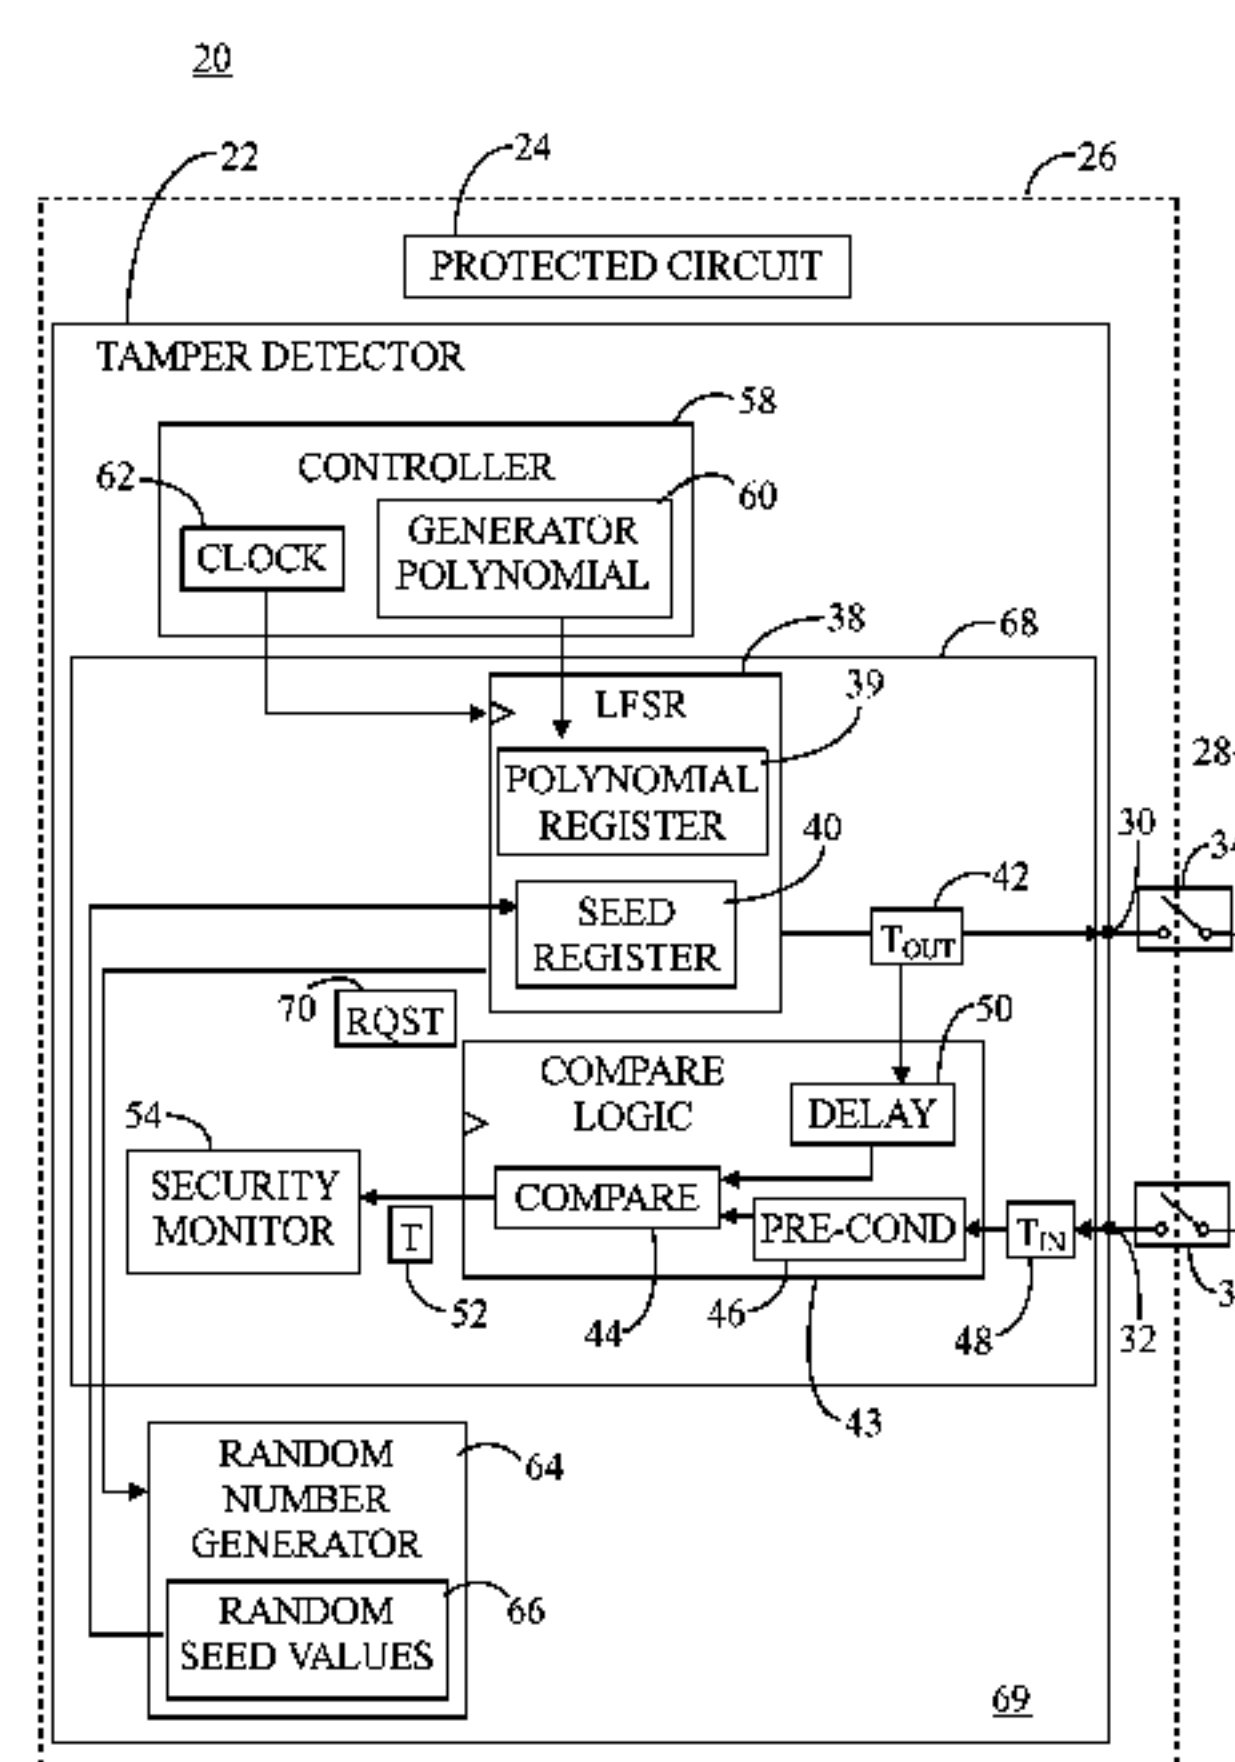 20
22
24
26
PROTECTED CIRCUIT
TAMPER DETECTOR
58
CONTROLLER
62
60
CLOCK
GENERATOR
POLYNOMIAL
38
68
LFSR
39
POLYNOMIAL
REGISTER
28
40
30
34
42
SEED
REGISTER
TOUT
70
RQST
50
COMPARE
LOGIC
DELAY
54
SECURITY
MONITOR
COMPARE
PRE-COND
TIN
T
52
44
46
48
32
3
43
RANDOM
NUMBER
GENERATOR
64
RANDOM
SEED VALUES
66
69